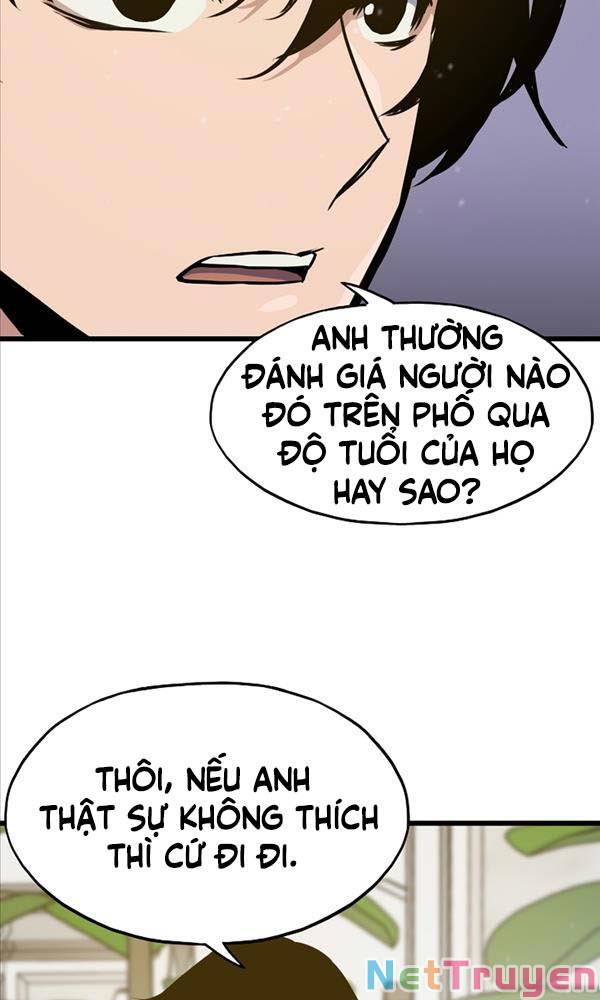 ANH THƯỜNG
ĐÁNH GIÁ NGƯỜI NÀO
ĐÓ TRÊN PHỐ QUA
ĐỘ TUỔI CỦA HỌ
HAY SAO?
THÔI, NẾU ANH
THẬT SỰ KHÔNG THÍCH
THÌ CỨ ĐI ĐI.
NetTruyen